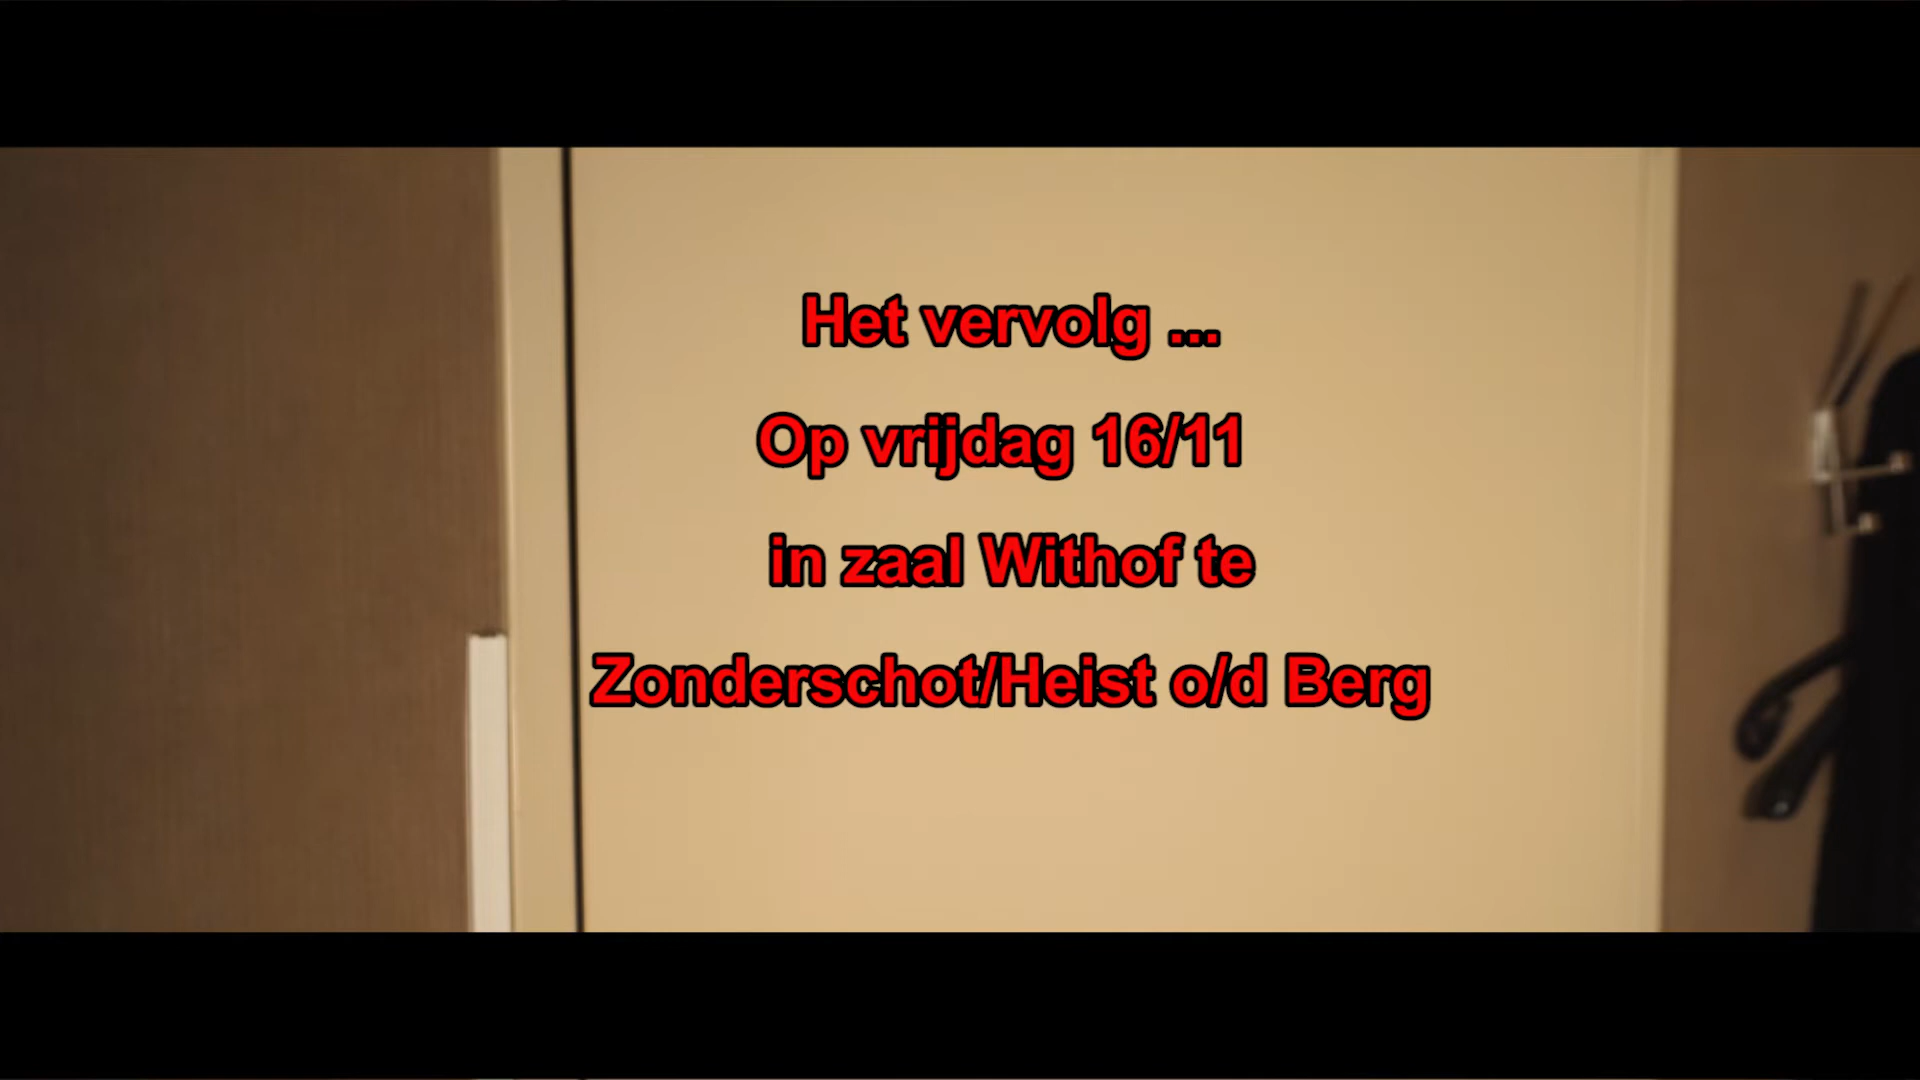 Het vervolg ...
Op vrijdag 16/11
in zaal Withof te
Zonderschot/Heist o/d Berg